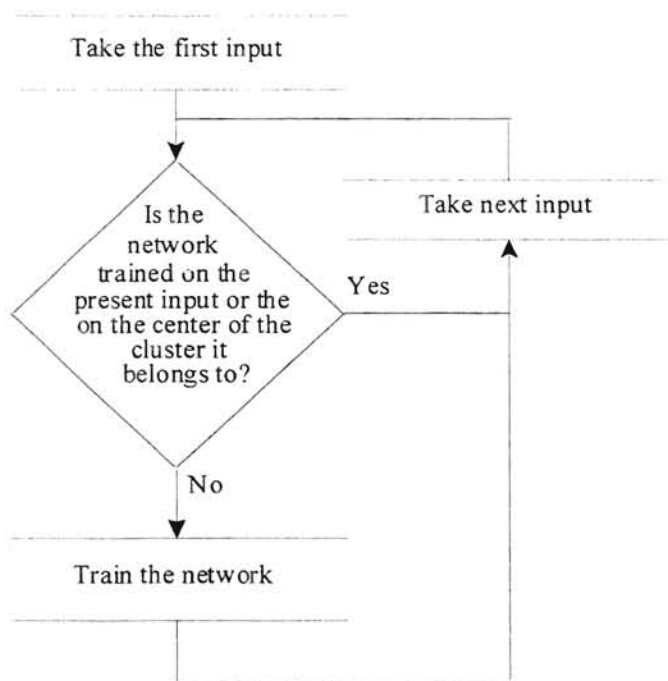 Take the first input
Is the
network
trained on the
present input or the
on the center of the
cluster it
belongs to?
Yes
Take next input
No
Train the network